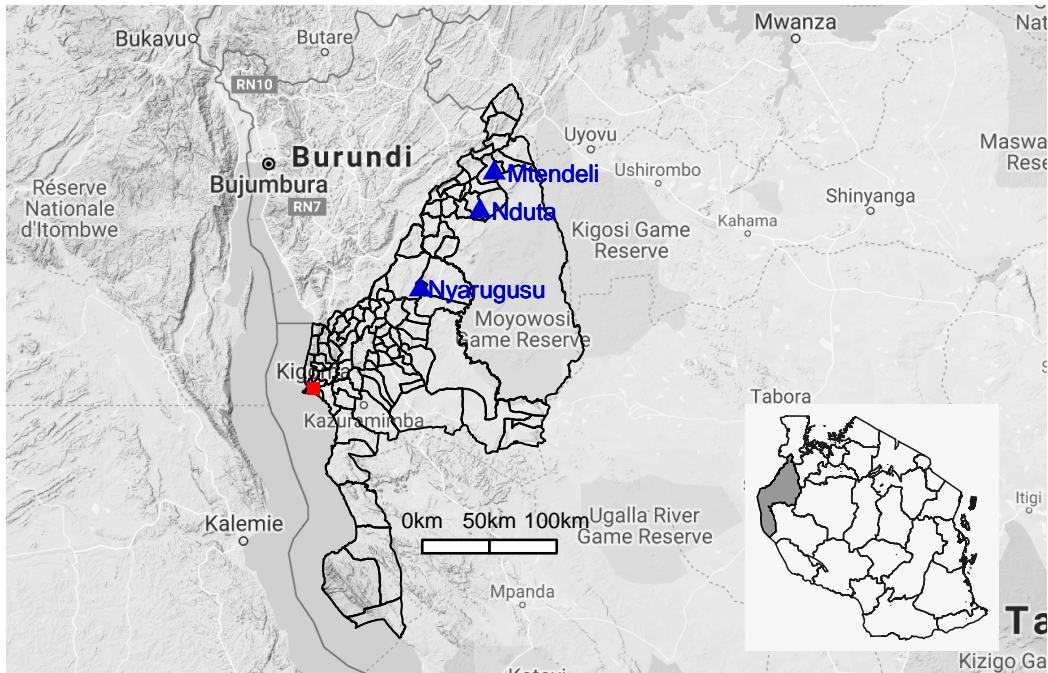 Bukavu
Butare
Mwanza
Nat
RN10
Uyovu
Burundi
Mtendeli
Ushirombo
Maswa
Rese
Réserve
Nationale
d'Itombwe
Bujumbura
RN7
Nduta
Shinyanga
Kahama
Kigosi Game
Reserve
Nyarugusu
Moyowosi
Game Reserve
Kigoma
Tabora
Kazuramimba
0km 50km 100km
Ugalla River
Game Reserve
Kalemie
Itigi
Mpanda
Ta
Kizigo Ga